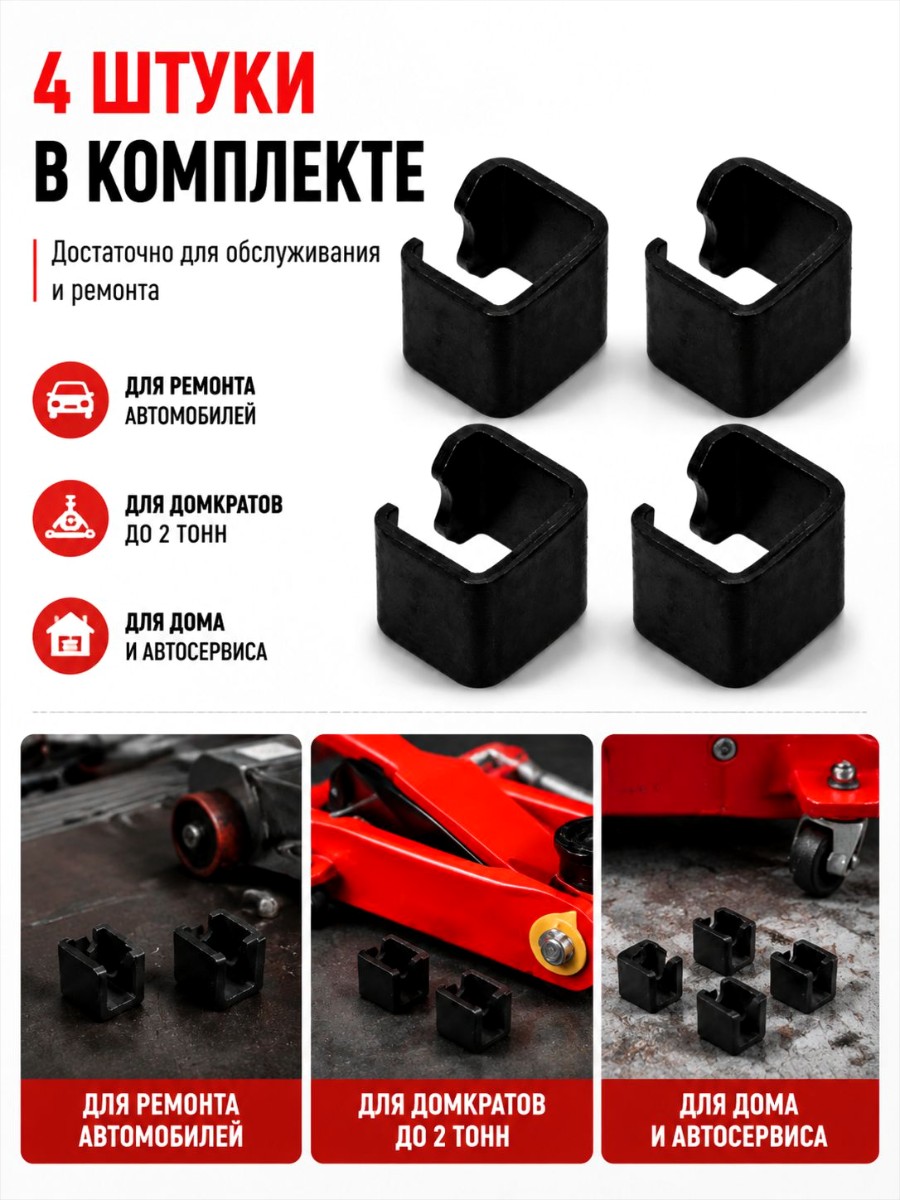 4 ШТУКИ
В КОМПЛЕКТЕ
Достаточно для обслуживания
и ремонта
ДЛЯ РЕМОНТА
АВТОМОБИЛЕЙ
ДЛЯ ДОМКРАТОВ
ДО 2 ТОНН
ДЛЯ ДОМА
И АВТОСЕРВИСА
ДЛЯ РЕМОНТА
АВТОМОБИЛЕЙ
ДЛЯ ДОМКРАТОВ
ДО 2 ТОНН
ДЛЯ ДОМА
И АВТОСЕРВИСА